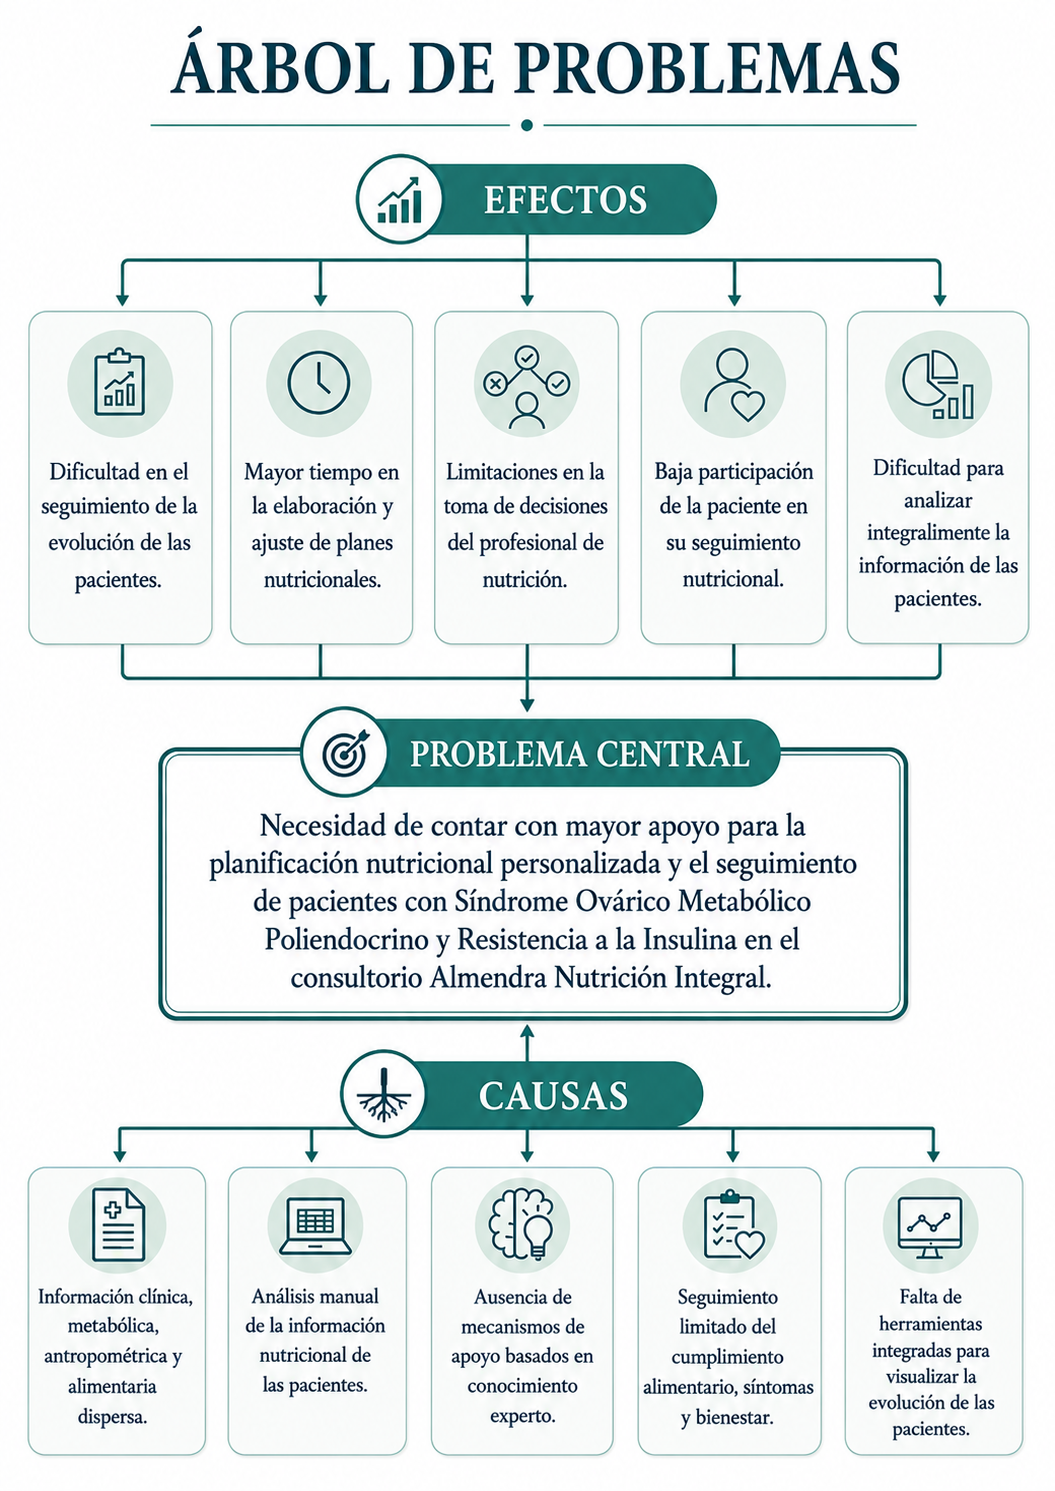 ÁRBOL DE PROBLEMAS
EFECTOS
Dificultad en el
seguimiento de la
evolución de las
pacientes.
Mayor tiempo en
la elaboración y
ajuste de planes
nutricionales.
Limitaciones en la
toma de decisiones
del profesional de
nutrición.
Baja participación
de la paciente en
su seguimiento
nutricional.
Dificultad para
analizar
integralimente la
información de las
pacientes.
PROBLEMA CENTRAL
Necesidad de contar con mayor apoyo para la
planificación nutricional personalizada y el seguimiento
de pacientes con Síndrome Ovárico Metabólico
Poliendocrino y Resistencia a la Insulina en el
consultorio Almendra Nutrición Integral.
CAUSAS
Información clínica,
metabólica,
antropométrica y
alimentaria
dispersa.
Análisis manual
de la información
nutricional de
las pacientes.
Ausencia de
mecanismos de
apoyo basados en
conocimiento
experto.
Seguimiento
limitado del
cumplimiento
alimentario, síntomas
y bienestar.
Falta de
herramientas
integradas para
visualizar la
evolución de las
pacientes.